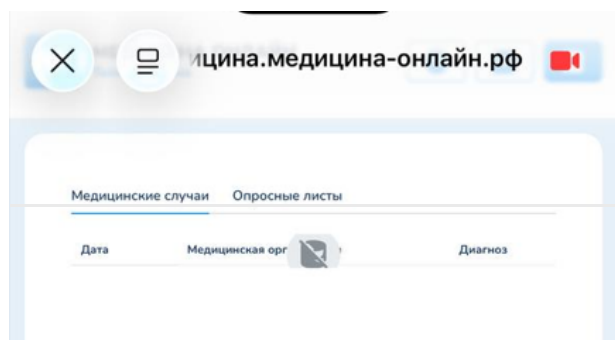 ицина.медицина-онлайн.рф
Медицинские случаи Опросные листы
Дата Медицинская орг Диагноз